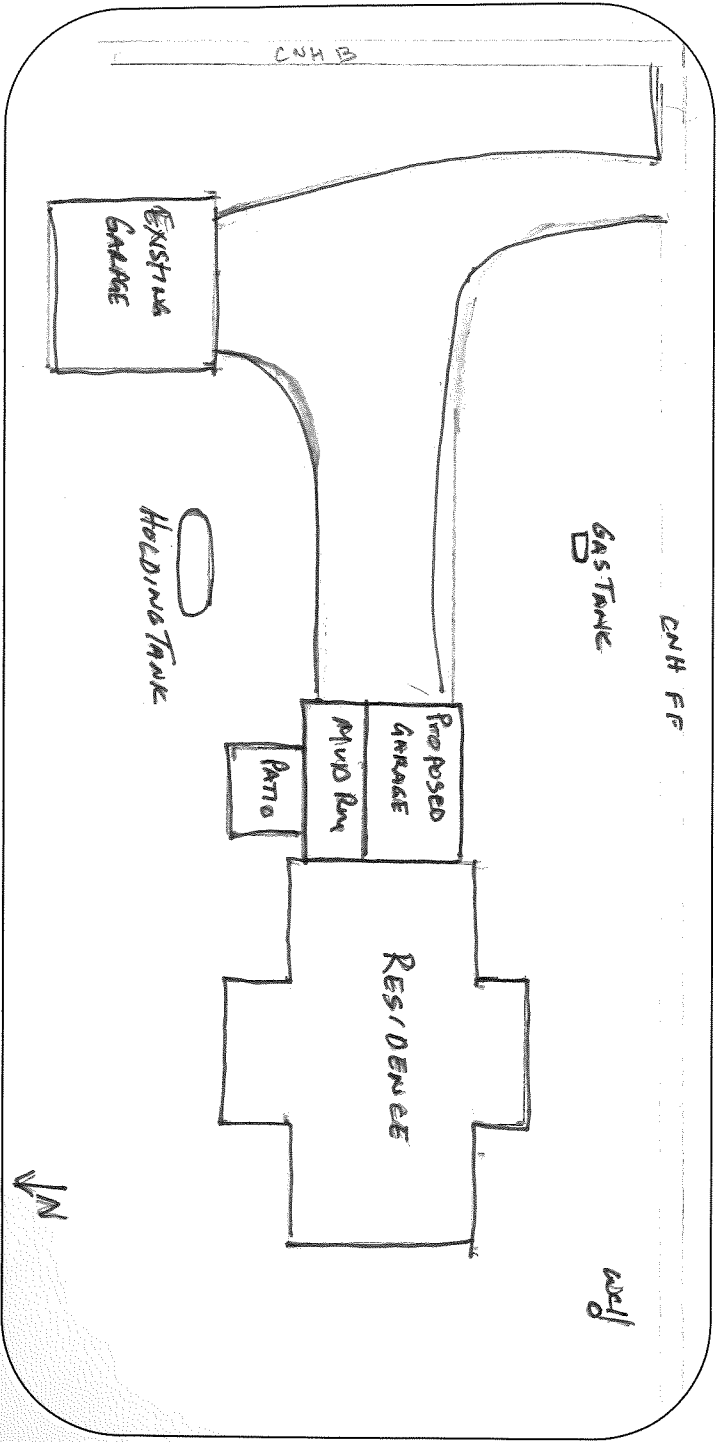 CNH B
CNH FF
EXISTING
GARAGE
GAS TANK
HOLDING TANK
PROPOSED
GARAGE
MUD Rm
PATIO
RESIDENCE
Well
N